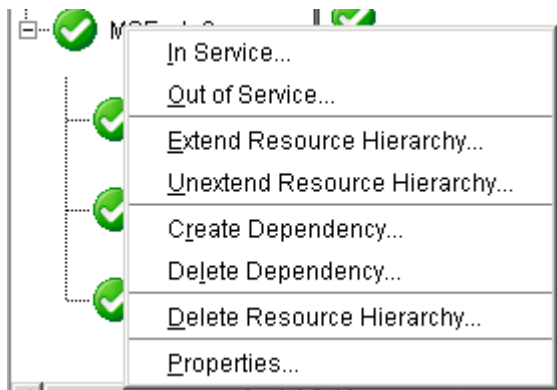 In Service...
Out of Service...
Extend Resource Hierarchy...
Unextend Resource Hierarchy...
Create Dependency...
Delete Dependency...
Delete Resource Hierarchy...
Properties...